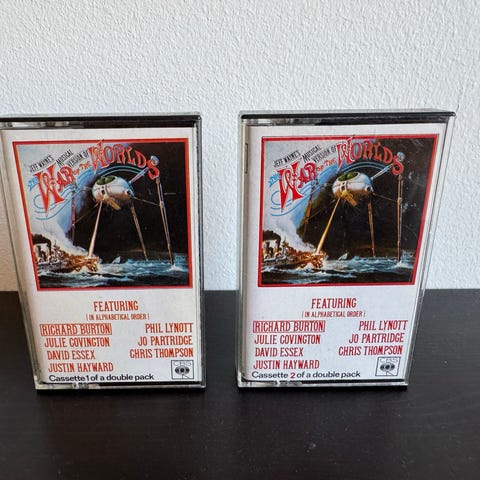 JEFF WAYNE'S MUSICAL VERSION OF
THE WAR OF THE WORLDS
FEATURING
[IN ALPHABETICAL ORDER]
RICHARD BURTON PHIL LYNOTT
JULIE COVINGTON JO PARTRIDGE
DAVID ESSEX CHRIS THOMPSON
JUSTIN HAYWARD
CBS
Cassette 1 of a double pack
JEFF WAYNE'S MUSICAL VERSION OF
THE WAR OF THE WORLDS
FEATURING
[IN ALPHABETICAL ORDER]
RICHARD BURTON PHIL LYNOTT
JULIE COVINGTON JO PARTRIDGE
DAVID ESSEX CHRIS THOMPSON
JUSTIN HAYWARD
CBS
Cassette 2 of a double pack